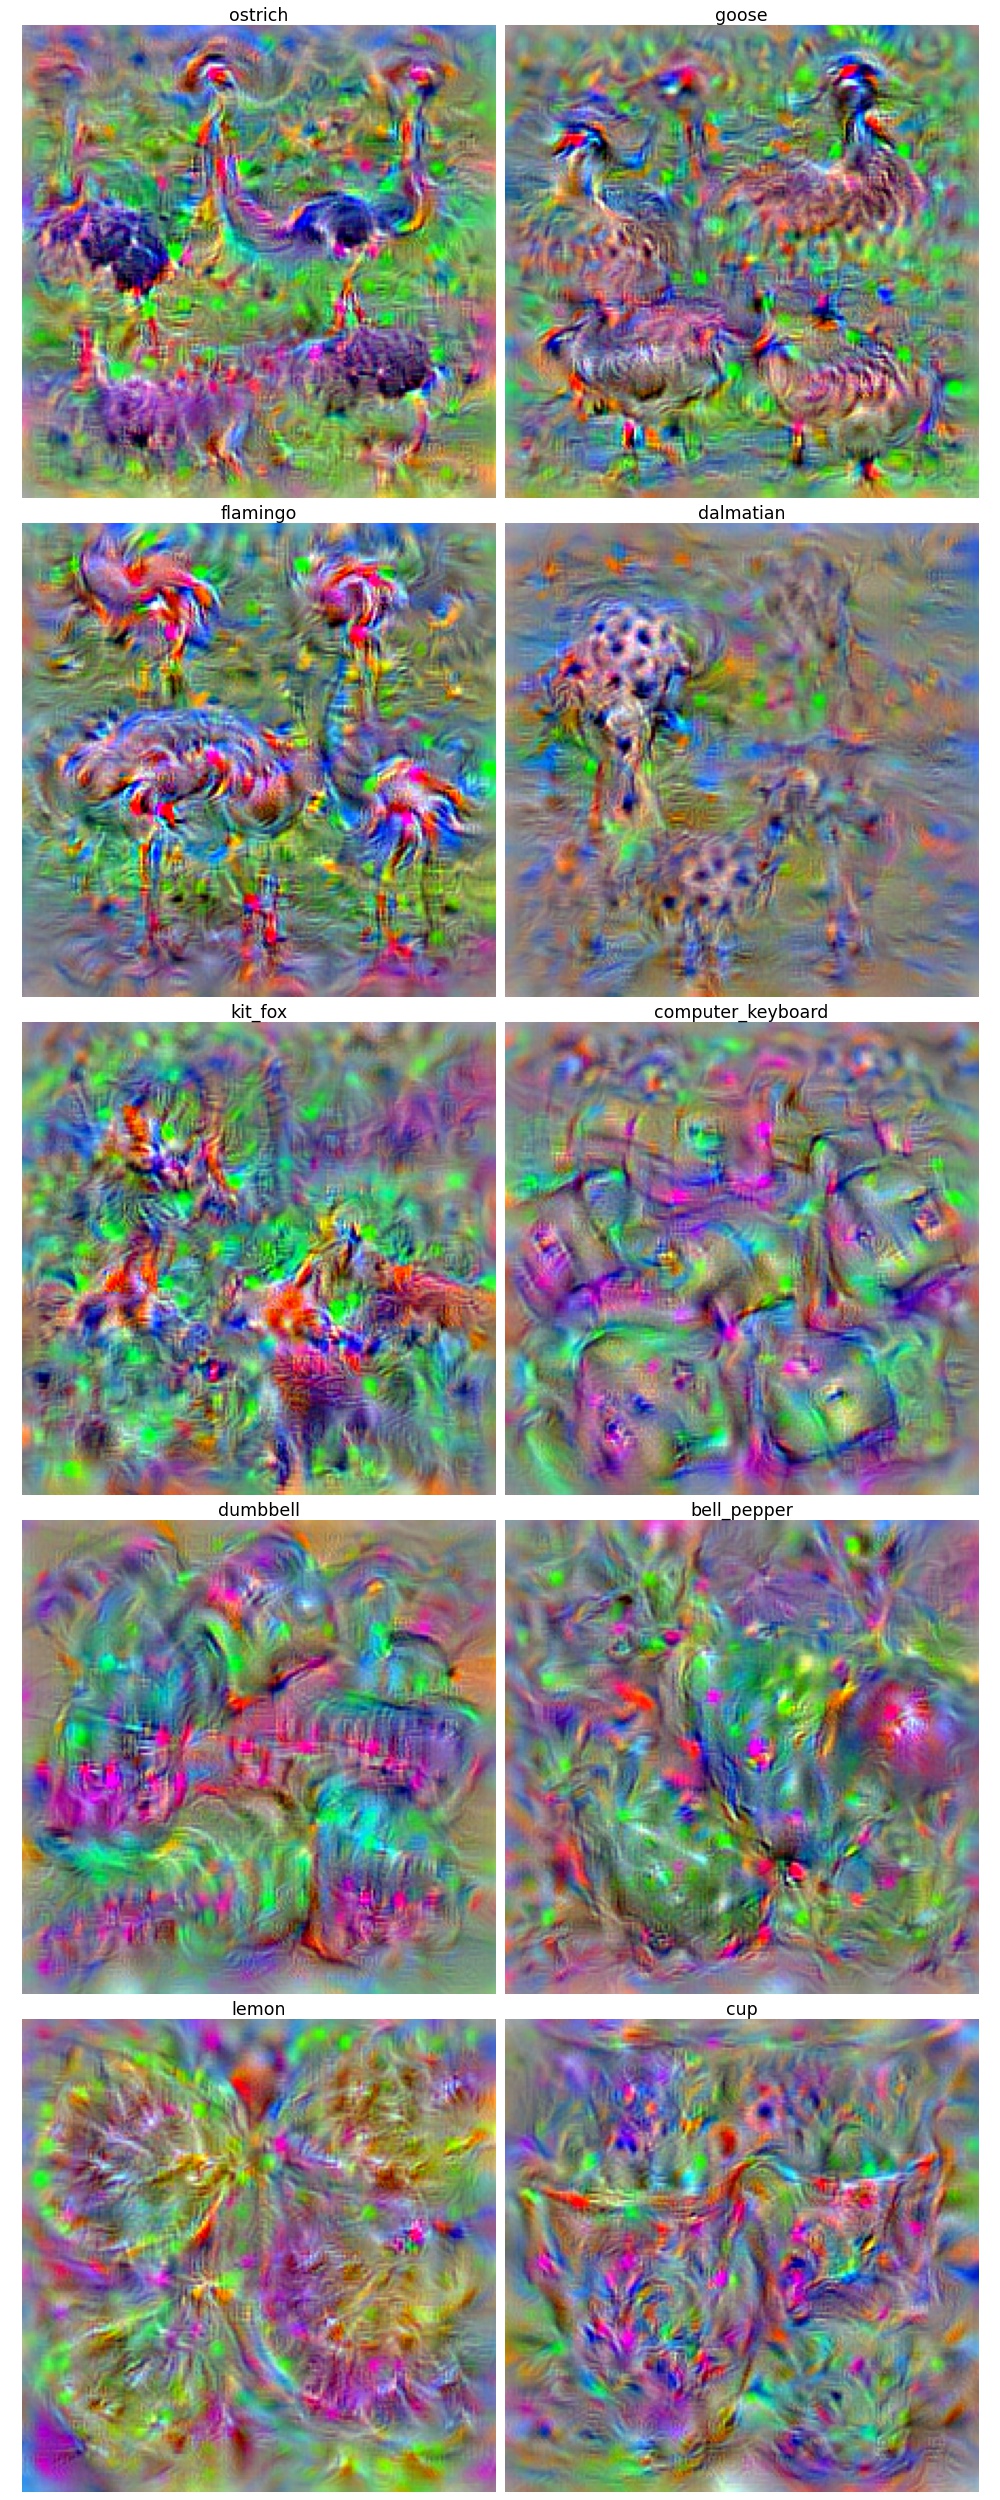 ostrich
goose
flamingo
dalmatian
kit_fox
computer_keyboard
dumbbell
bell_pepper
lemon
cup